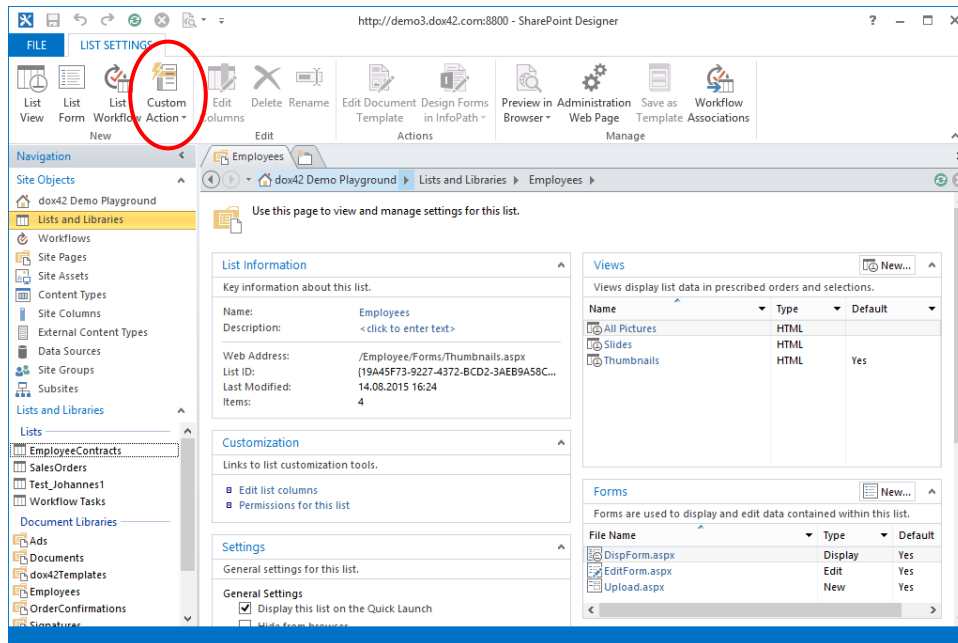 http://demo3.dox42.com:8800 - SharePoint Designer
FILE
LIST SETTINGS
List View
List Form
List Workflow
Custom Action
New
Edit Columns
Delete
Rename
Edit
Edit Document Template
Design Forms in InfoPath
Actions
Preview in Browser
Administration Web Page
Save as Template
Workflow Associations
Manage
Navigation
Site Objects
dox42 Demo Playground
Lists and Libraries
Workflows
Site Pages
Site Assets
Content Types
Site Columns
External Content Types
Data Sources
Site Groups
Subsites
Lists and Libraries
Lists
EmployeeContracts
SalesOrders
Test_Johannes1
Workflow Tasks
Document Libraries
Ads
Documents
dox42Templates
Employees
OrderConfirmations
Signatures
Employees
dox42 Demo Playground Lists and Libraries Employees
Use this page to view and manage settings for this list.
List Information
Key information about this list.
Name: Employees
Description: <click to enter text>
Web Address: /Employee/Forms/Thumbnails.aspx
List ID: {19A45F73-9227-4372-BCD2-3AEB9A58C...
Last Modified: 14.08.2015 16:24
Items: 4
Customization
Links to list customization tools.
Edit list columns
Permissions for this list
Settings
General settings for this list.
General Settings
Display this list on the Quick Launch
Hide from browser
Views
New...
Views display list data in prescribed orders and selections.
Name Type Default
All Pictures HTML
Slides HTML
Thumbnails HTML Yes
Forms
New...
Forms are used to display and edit data contained within this list.
File Name Type Default
DispForm.aspx Display Yes
EditForm.aspx Edit Yes
Upload.aspx New Yes